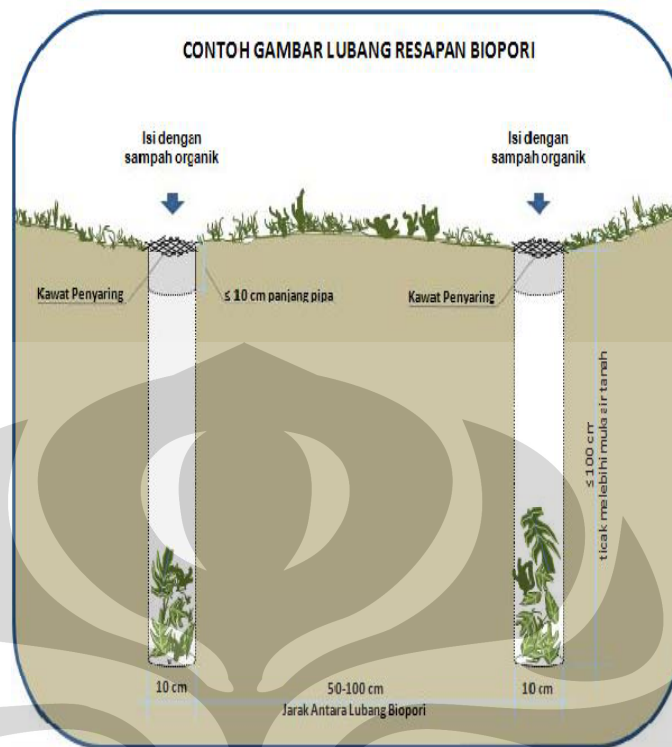 CONTOH GAMBAR LUBANG RESAPAN BIOPORI
Isi dengan
sampah organik
Isi dengan
sampah organik
Kawat Penyaring
≤ 10 cm panjang pipa
Kawat Penyaring
≤ 100 cm
ticak melebihi muka air tanah
10 cm
50-100 cm
10 cm
Jarak Antara Lubang Biopori